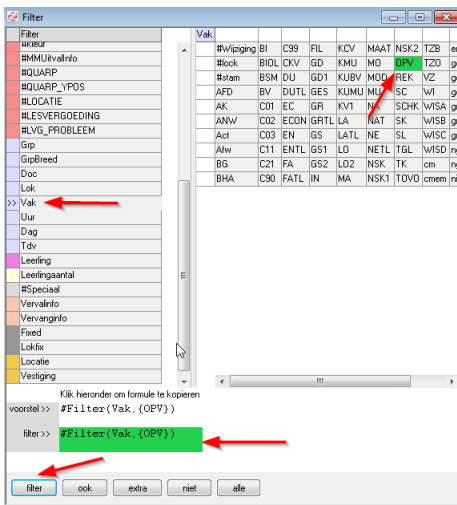 Filter
Filter
Vak
#kleur
#MMUitvalInfo
#QUARP
#QUARP_YPOS
#LOCATIE
#LESVERGOEDING
#LVG_PROBLEEM
Grp
GrpBreed
Doc
Lok
>> Vak
Uur
Dag
Tdv
Leerling
Leerlingaantal
#Speciaal
Vervalinfo
Vervanginfo
Fixed
Lokfix
Locatie
Vestiging
#Wijziging BI C99 FIL KCV MAAT NSK2 TZB
#lock BIOL CKV GD KMU MO OPV TZO
#stam BSM DU GD1 KUBV MOD REK VZ
AFD BV DUTL GES KUMU MU SC WI
AK C01 EC GR KV1 SCHK WISA
ANW C02 ECON GRTL LA NAT SK WISB
Act C03 EN GS LATL NE SL WISC
Afw C11 ENTL GS1 LO NETL TGL WISD
BG C21 FA GS2 LO2 NSK TK cm
BHA C90 FATL IN MA NSK1 TOVO cmem
Klik hieronder om formule te kopieren
voorstel >> #Filter(Vak,{OPV})
filter >> #Filter(Vak,{OPV})
filter ook extra niet alle